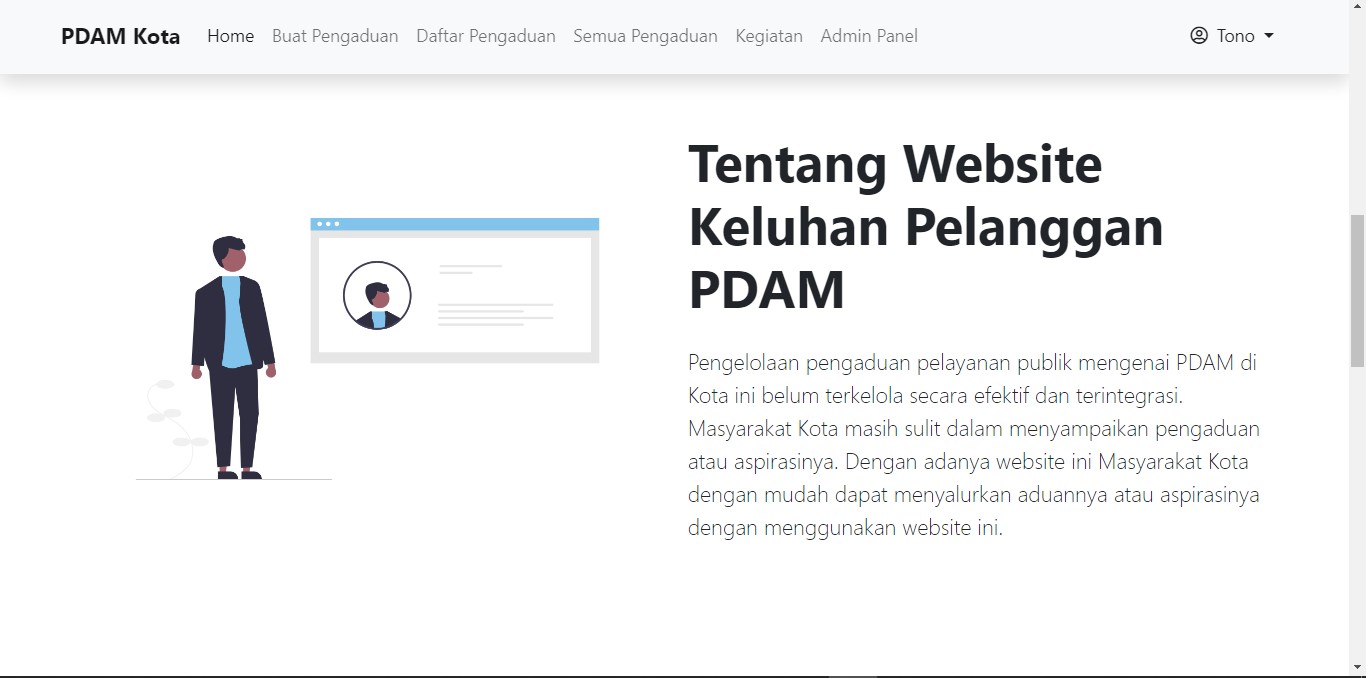 PDAM Kota Home Buat Pengaduan Daftar Pengaduan Semua Pengaduan Kegiatan Admin Panel Tono
Tentang Website
Keluhan Pelanggan
PDAM
Pengelolaan pengaduan pelayanan publik mengenai PDAM di
Kota ini belum terkelola secara efektif dan terintegrasi.
Masyarakat Kota masih sulit dalam menyampaikan pengaduan
atau aspirasinya. Dengan adanya website ini Masyarakat Kota
dengan mudah dapat menyalurkan aduannya atau aspirasinya
dengan menggunakan website ini.